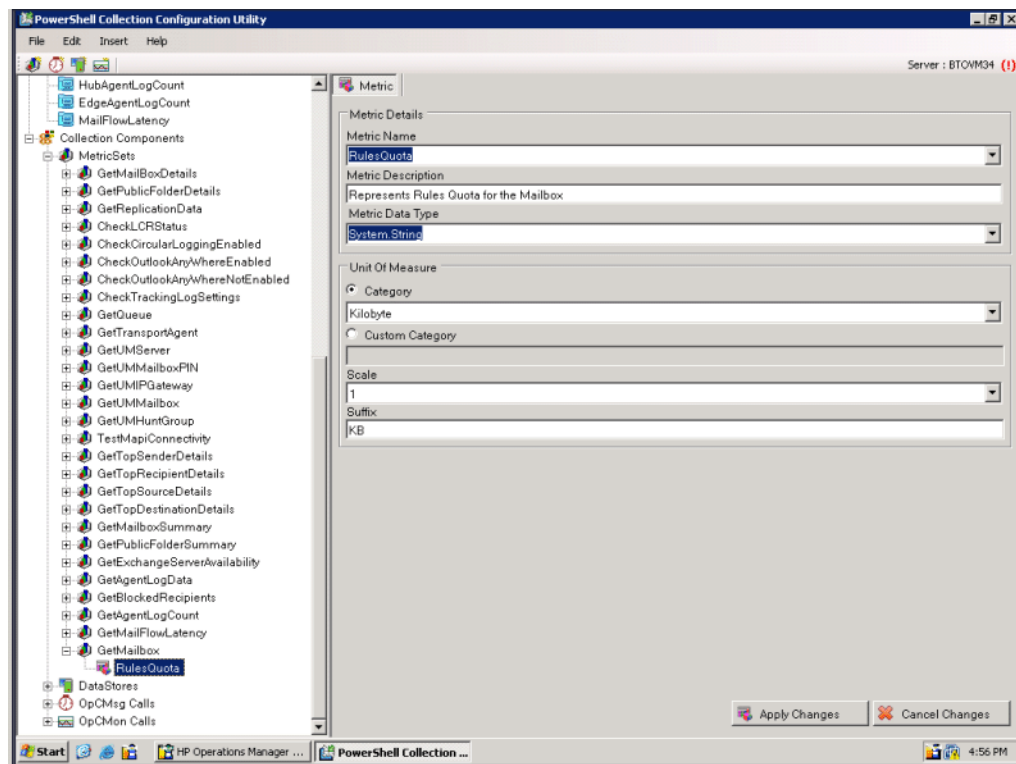 PowerShell Collection Configuration Utility
File Edit Insert Help
Server : BTOVM34 (!)
HubAgentLogCount
EdgeAgentLogCount
MailFlowLatency
Collection Components
MetricSets
GetMailBoxDetails
GetPublicFolderDetails
GetReplicationData
CheckLCRStatus
CheckCircularLoggingEnabled
CheckOutlookAnyWhereEnabled
CheckOutlookAnyWhereNotEnabled
CheckTrackingLogSettings
GetQueue
GetTransportAgent
GetUMServer
GetUMMailboxPIN
GetUMIPGateway
GetUMMailbox
GetUMHuntGroup
TestMapiConnectivity
GetTopSenderDetails
GetTopRecipientDetails
GetTopSourceDetails
GetTopDestinationDetails
GetMailboxSummary
GetPublicFolderSummary
GetExchangeServerAvailability
GetAgentLogData
GetBlockedRecipients
GetAgentLogCount
GetMailFlowLatency
GetMailbox
RulesQuota
DataStores
OpCMsg Calls
OpCMon Calls
Metric
Metric Details
Metric Name
RulesQuota
Metric Description
Represents Rules Quota for the Mailbox
Metric Data Type
System.String
Unit Of Measure
Category
Kilobyte
Custom Category
Scale
1
Suffix
KB
Apply Changes
Cancel Changes
Start
HP Operations Manager ...
PowerShell Collection ...
4:56 PM